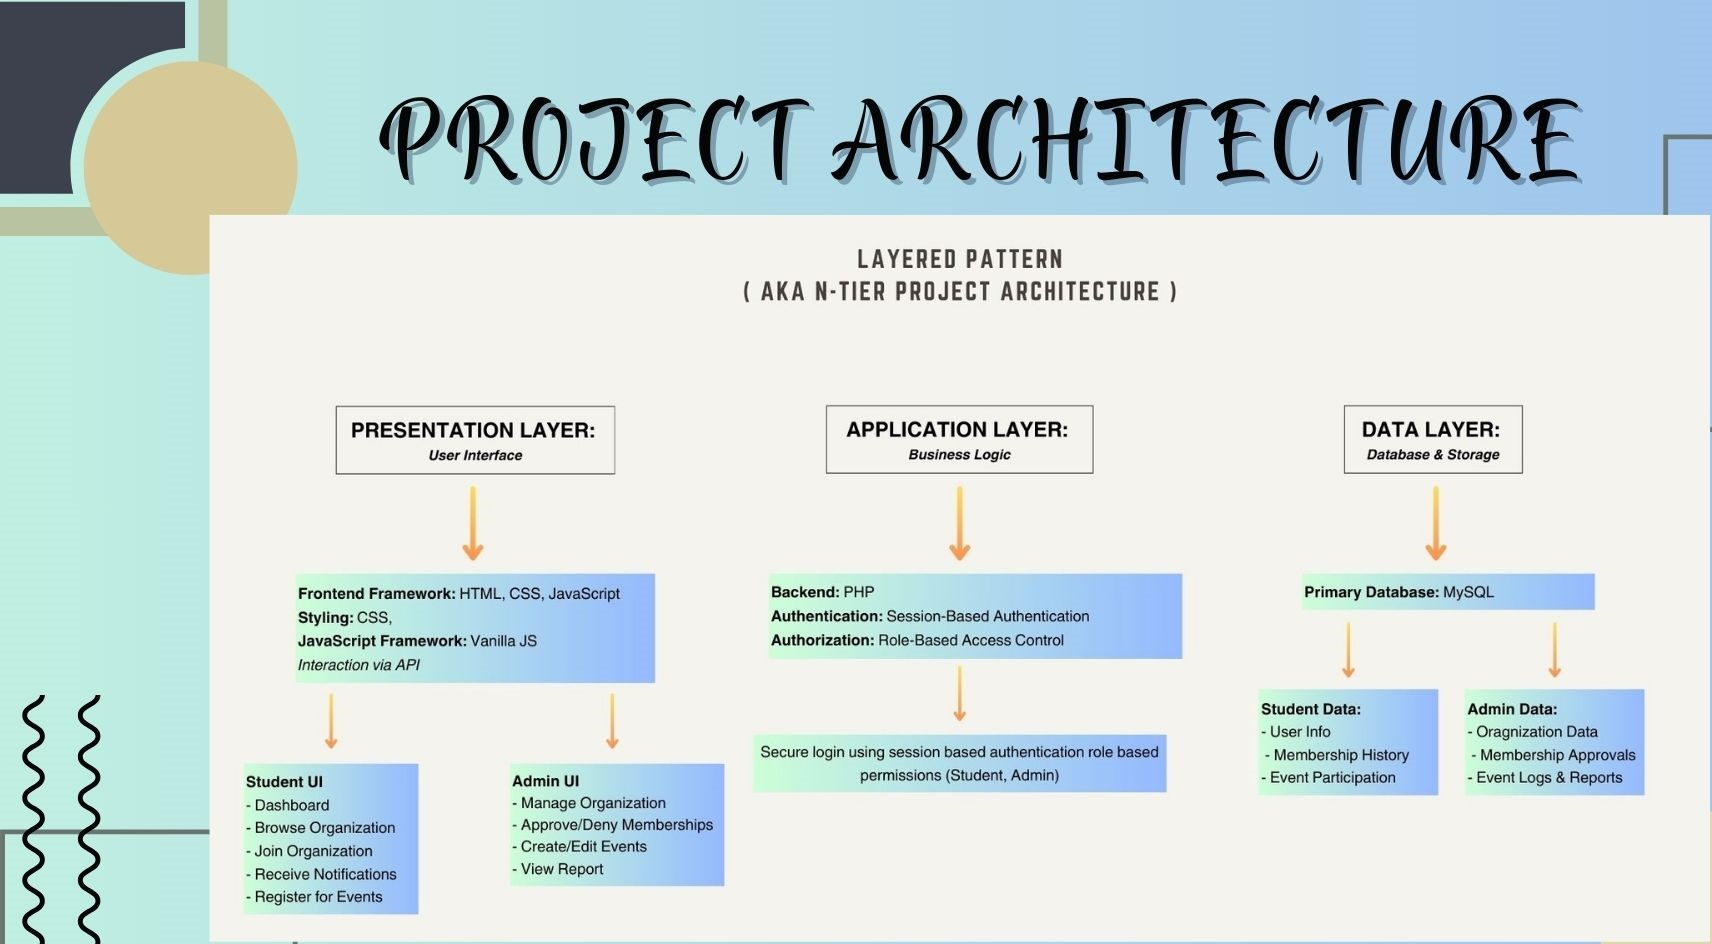 PROJECT ARCHITECTURE
LAYERED PATTERN
( AKA N-TIER PROJECT ARCHITECTURE )
PRESENTATION LAYER:
User Interface
Frontend Framework: HTML, CSS, JavaScript
Styling: CSS,
JavaScript Framework: Vanilla JS
Interaction via API
Student UI
- Dashboard
- Browse Organization
- Join Organization
- Receive Notifications
- Register for Events
Admin UI
- Manage Organization
- Approve/Deny Memberships
- Create/Edit Events
- View Report
APPLICATION LAYER:
Business Logic
Backend: PHP
Authentication: Session-Based Authentication
Authorization: Role-Based Access Control
Secure login using session based authentication role based
permissions (Student, Admin)
DATA LAYER:
Database & Storage
Primary Database: MySQL
Student Data:
- User Info
- Membership History
- Event Participation
Admin Data:
- Oragnization Data
- Membership Approvals
- Event Logs & Reports